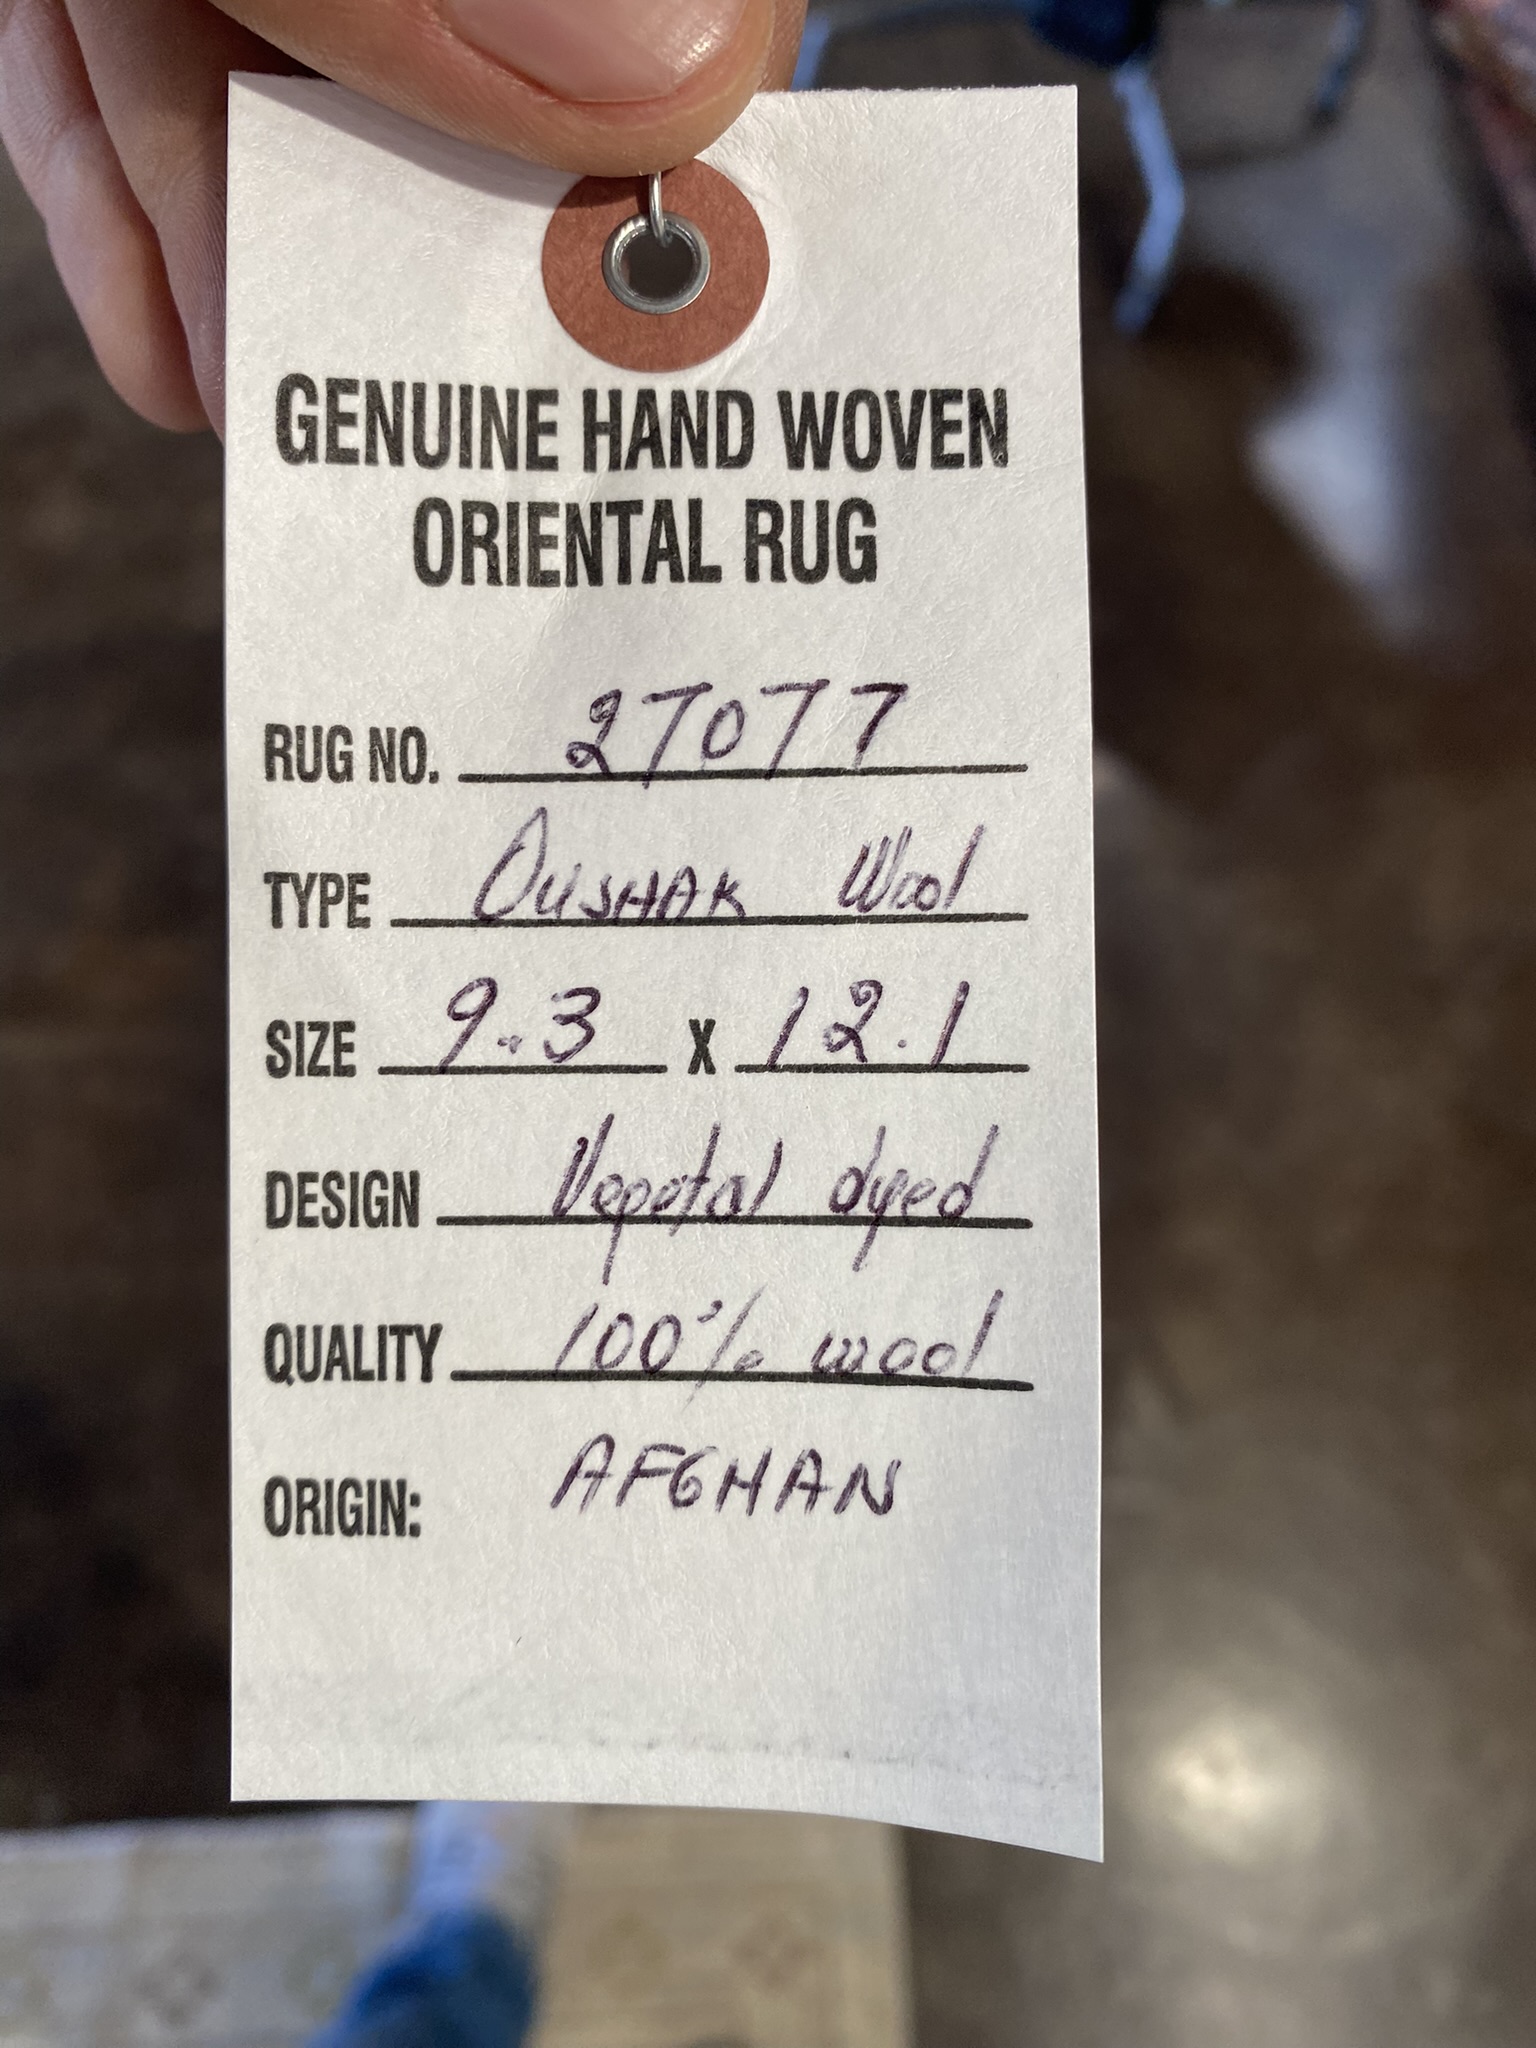 GENUINE HAND WOVEN
ORIENTAL RUG
RUG NO. 27077
TYPE OUSHAK Wool
SIZE 9.3 X 12.1
DESIGN Vegetal dyed
QUALITY 100% wool
ORIGIN: AFGHAN